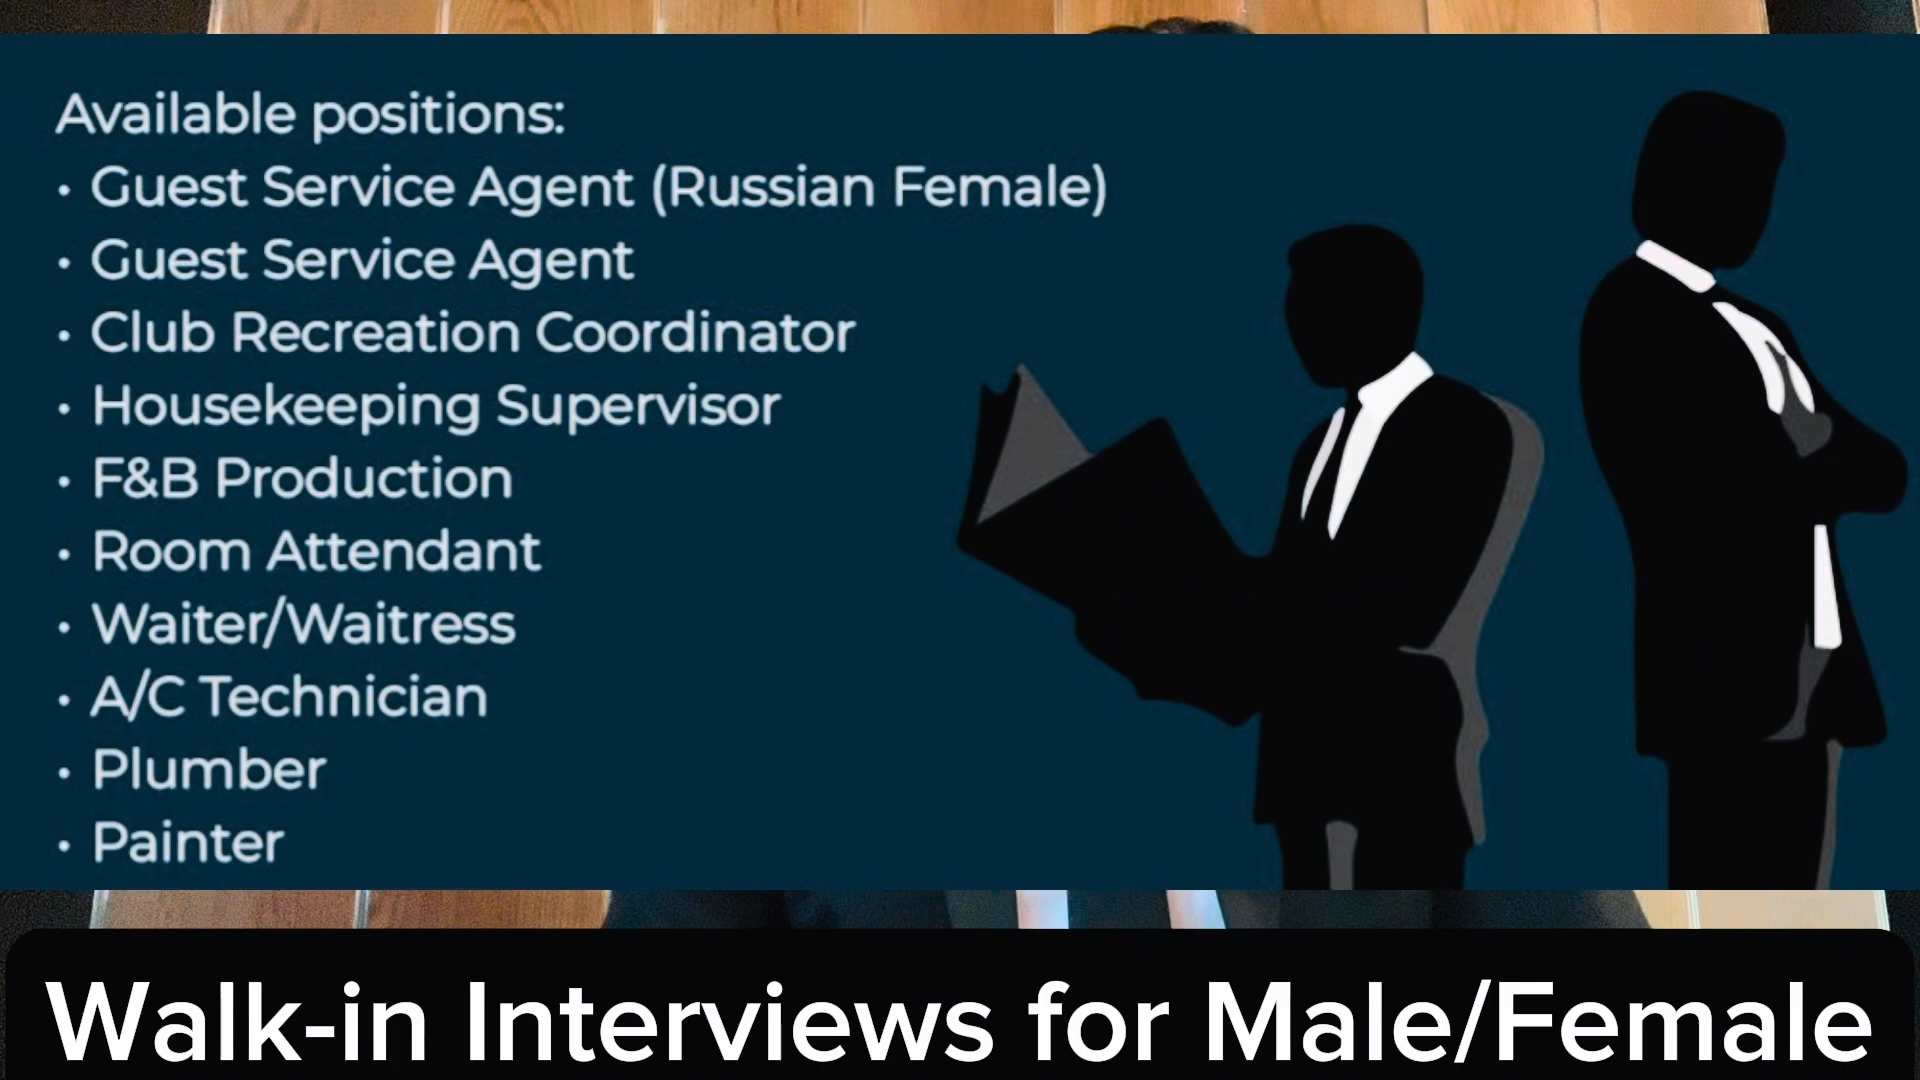 Available positions:
• Guest Service Agent (Russian Female)
• Guest Service Agent
• Club Recreation Coordinator
• Housekeeping Supervisor
• F&B Production
• Room Attendant
• Waiter/Waitress
• A/C Technician
• Plumber
• Painter
Walk-in Interviews for Male/Female